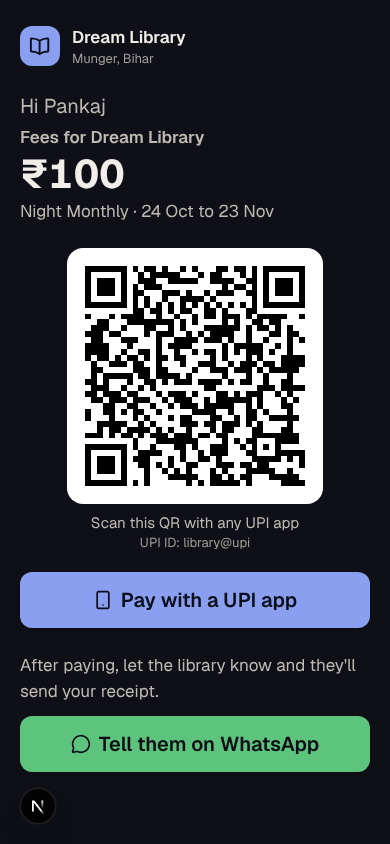 Dream Library
Munger, Bihar
Hi Pankaj
Fees for Dream Library
₹100
Night Monthly · 24 Oct to 23 Nov
Scan this QR with any UPI app
UPI ID: library@upi
Pay with a UPI app
After paying, let the library know and they'll
send your receipt.
Tell them on WhatsApp
N